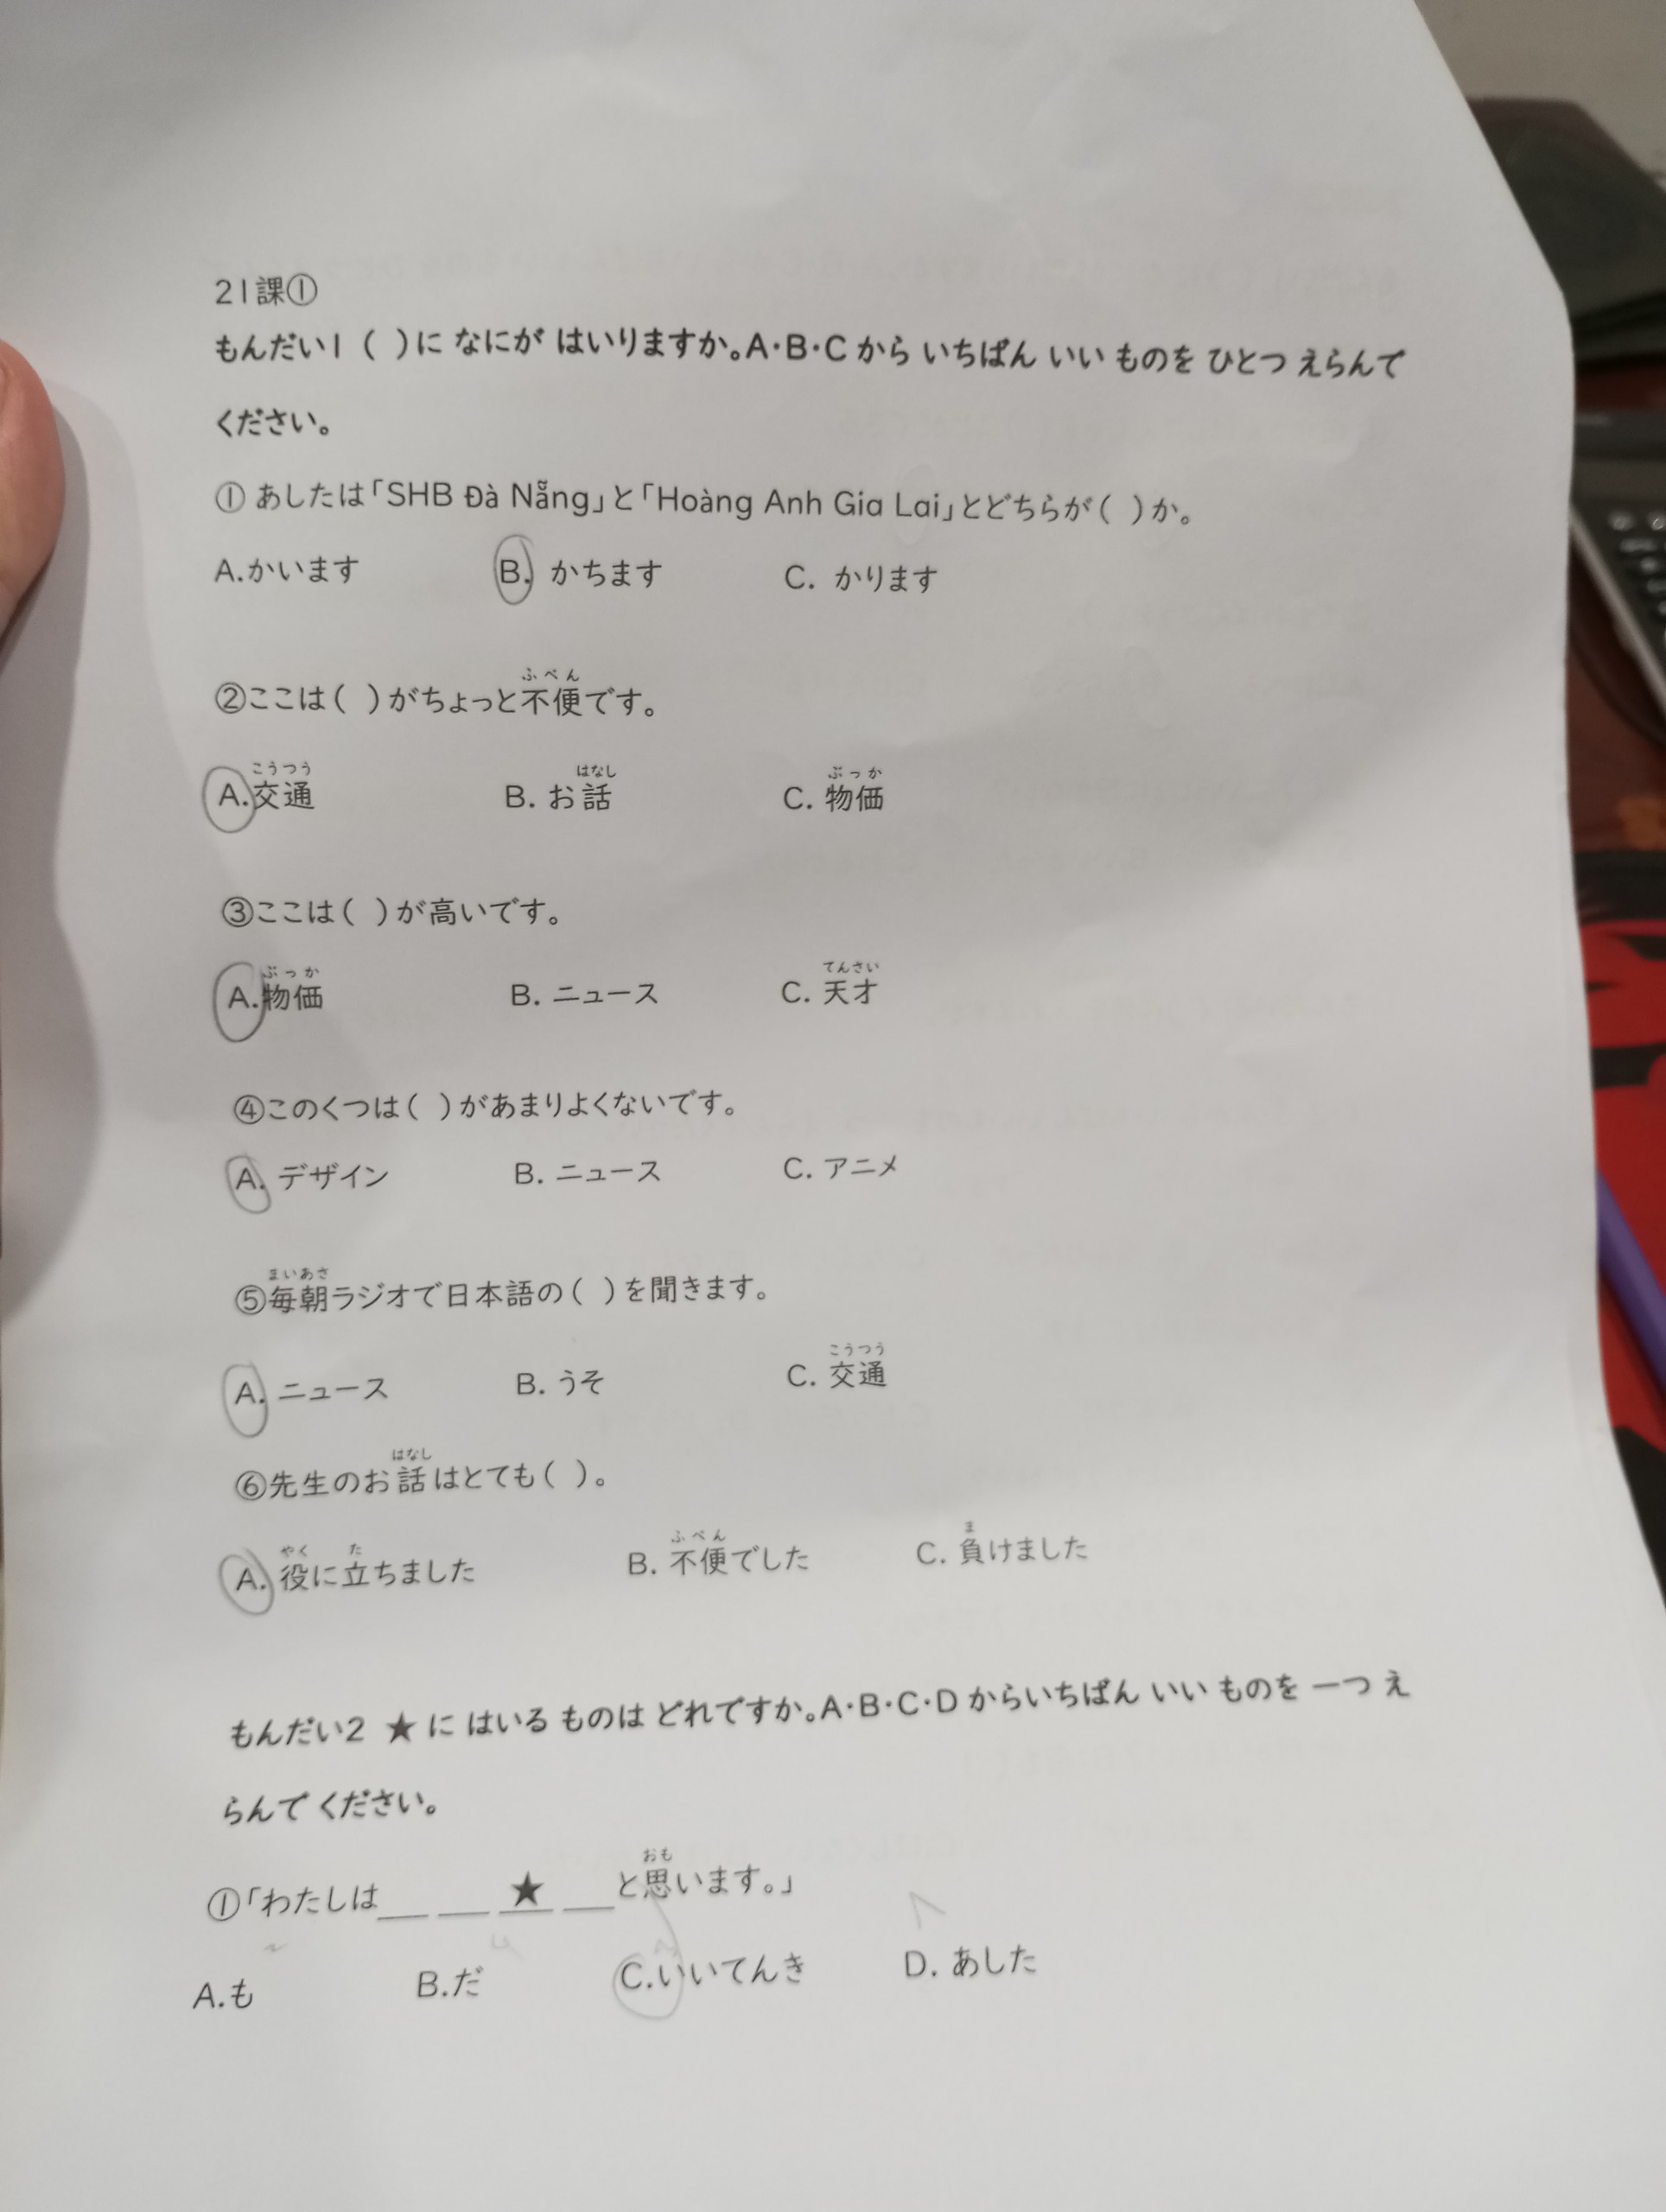 21課①
もんだい1 ( )に なにが はいりますか。A・B・C から いちばん いい ものを ひとつ えらんで
ください。
① あしたは「SHB Đà Nẵng」と「Hoàng Anh Gia Lai」とどちらが( )か。
A.かいます B. かちます C. かります
ふべん
②ここは( )がちょっと不便です。
こうつう はなし ぶっか
A.交通 B. お話 C. 物価
③ここは( )が高いです。
ぶっか てんさい
A.物価 B. ニュース C. 天才
④このくつは( )があまりよくないです。
A. デザイン B. ニュース C. アニメ
まいあさ
⑤毎朝ラジオで日本語の( )を聞きます。
こうつう
A. ニュース B. うそ C. 交通
はなし
⑥先生のお話はとても( )。
やく た ふべん ま
A. 役に立ちました B. 不便でした C. 負けました
もんだい2 ★ に はいる ものは どれですか。A・B・C・D からいちばん いい ものを 一つ え
らんで ください。
おも
①「わたしは__ __ ★ __と思います。」
A.も B.だ C.いいてんき D. あした